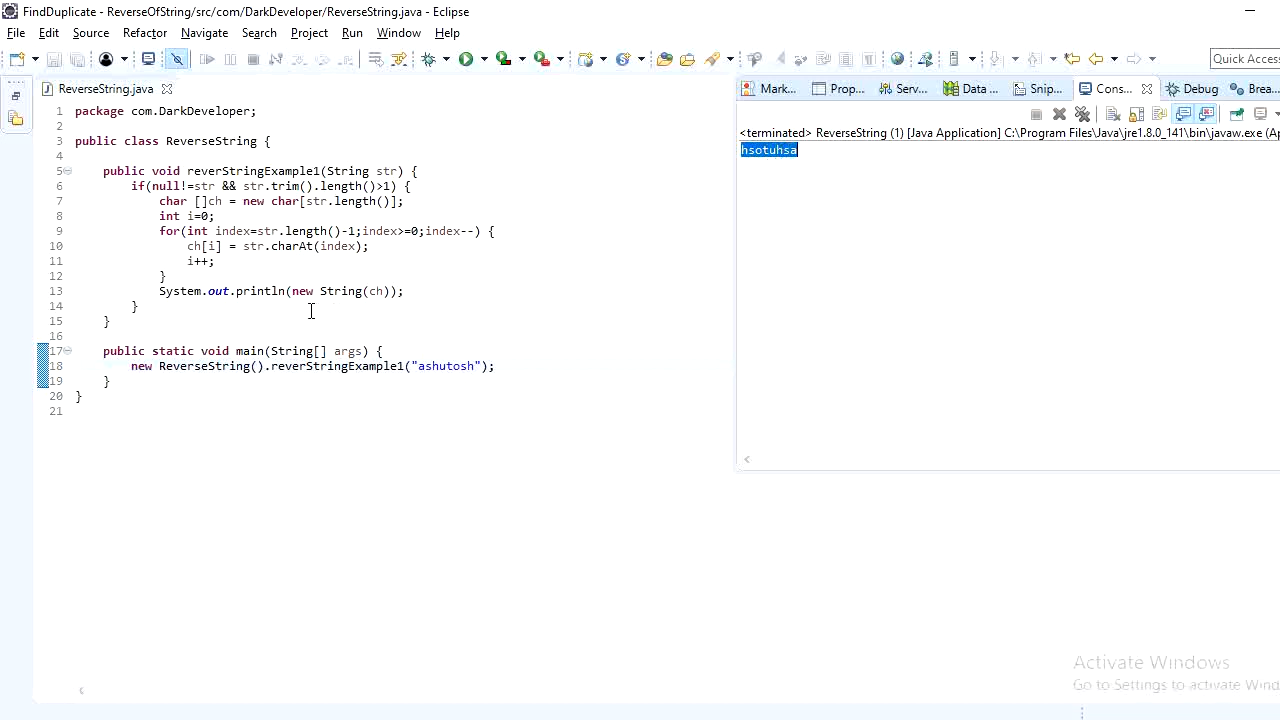 FindDuplicate - ReverseOfString/src/com/DarkDeveloper/ReverseString.java - Eclipse
File Edit Source Refactor Navigate Search Project Run Window Help
Quick Access
ReverseString.java
Mark... Prop... Serv... Data ... Snip... Cons... Debug Brea...
<terminated> ReverseString (1) [Java Application] C:\Program Files\Java\jre1.8.0_141\bin\javaw.exe (Ap
hsotuhsa
1 package com.DarkDeveloper;
2
3 public class ReverseString {
4
5 public void reverStringExample1(String str) {
6 if(null!=str && str.trim().length()>1) {
7 char []ch = new char[str.length()];
8 int i=0;
9 for(int index=str.length()-1;index>=0;index--) {
10 ch[i] = str.charAt(index);
11 i++;
12 }
13 System.out.println(new String(ch));
14 }
15 }
16
17 public static void main(String[] args) {
18 new ReverseString().reverStringExample1("ashutosh");
19 }
20 }
21
Activate Windows
Go to Settings to activate Wind